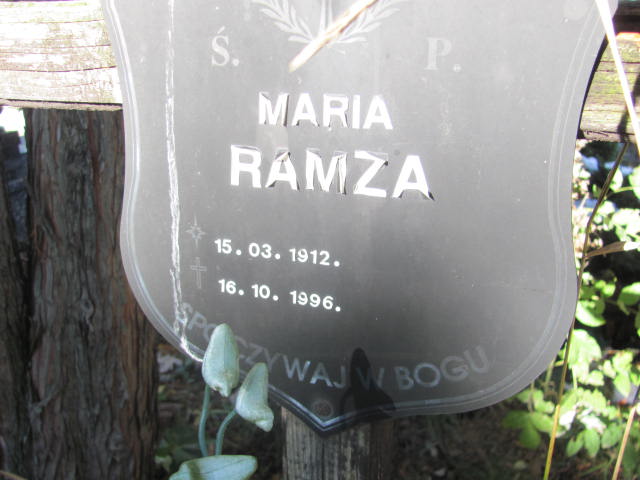 Ś. P.
MARIA
RAMZA
15. 03. 1912.
16. 10. 1996.
SPOCZYWAJ W BOGU